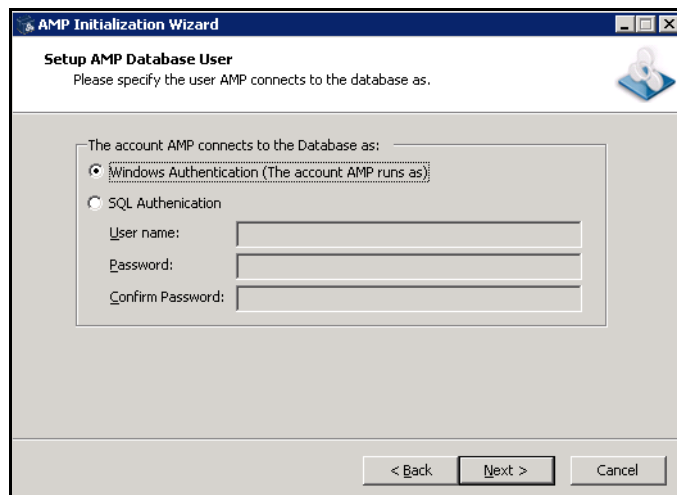 AMP Initialization Wizard
Setup AMP Database User
Please specify the user AMP connects to the database as.
The account AMP connects to the Database as:
Windows Authentication (The account AMP runs as)
SQL Authenication
User name:
Password:
Confirm Password:
< Back
Next >
Cancel